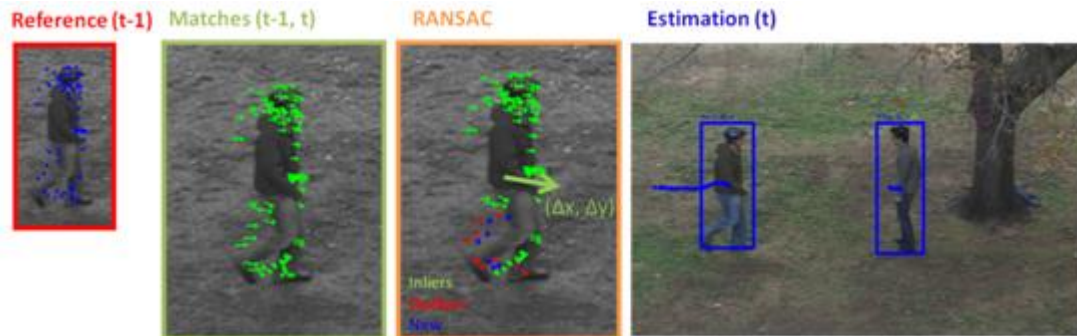 Reference (t-1)
Matches (t-1, t)
RANSAC
Estimation (t)
(Δx, Δy)
Inliers
Outliers
New